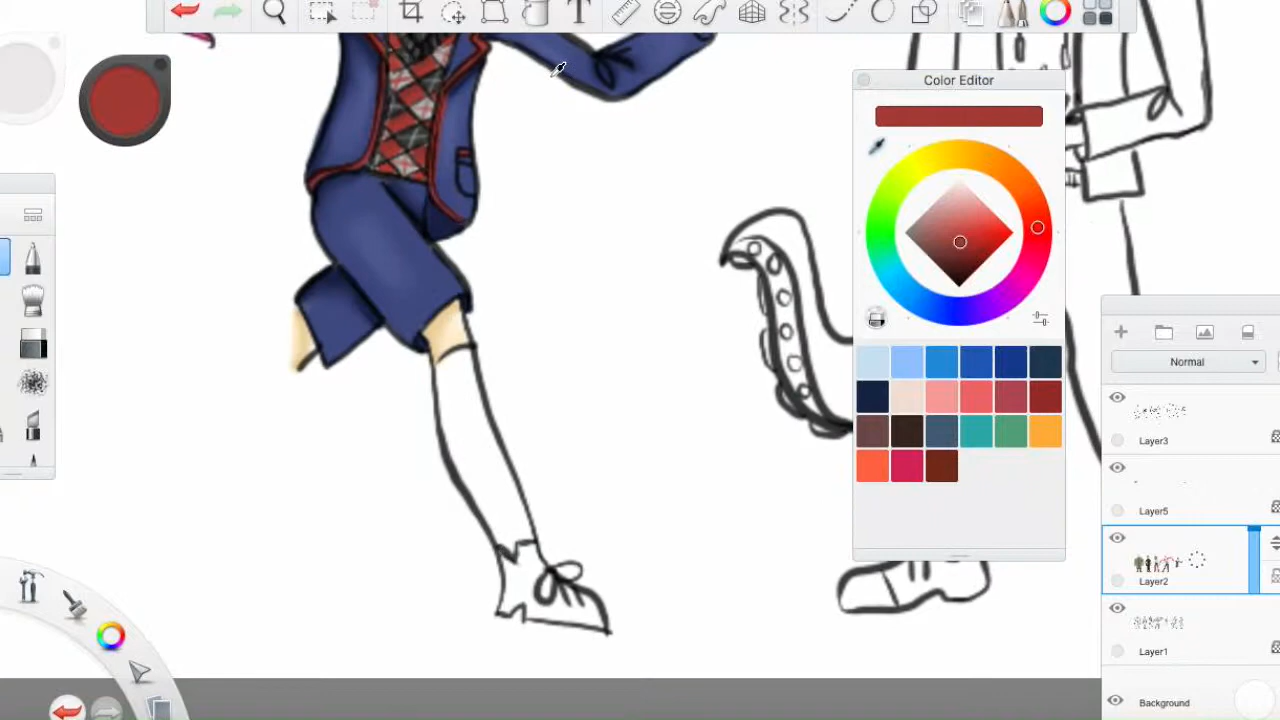 T
Color Editor
Normal
Layer3
Layer5
Layer2
Layer1
Background